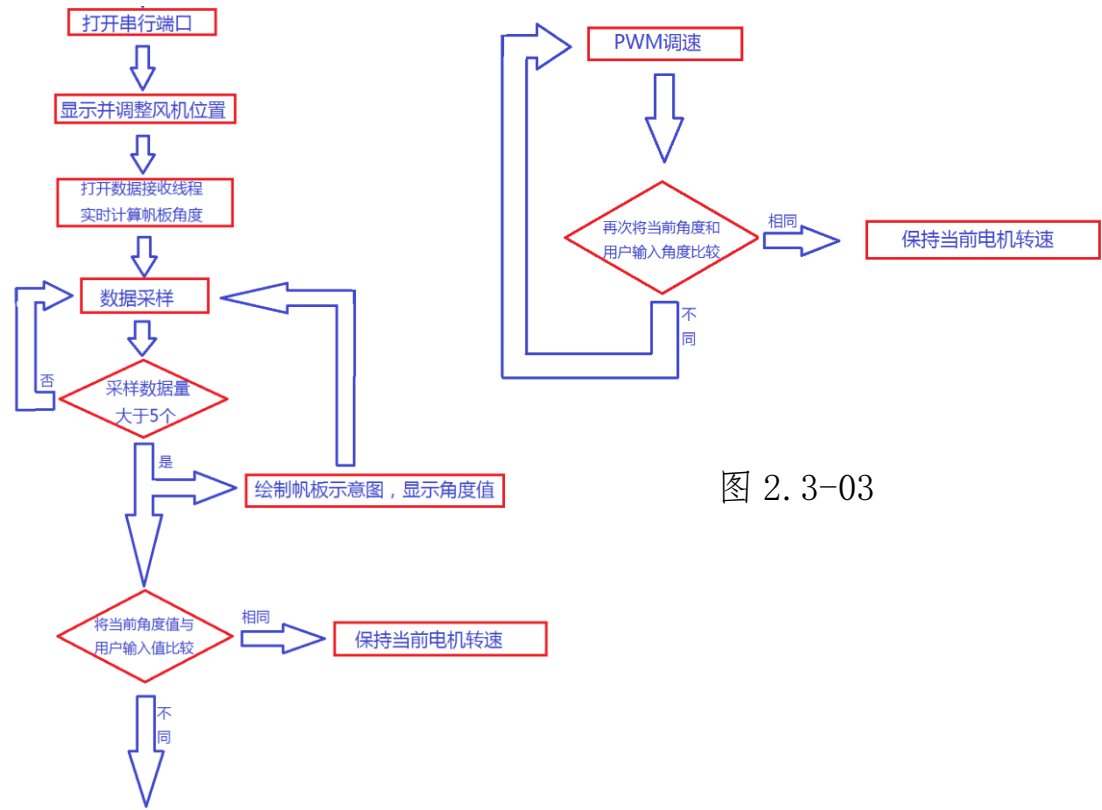 打开串行端口
显示并调整风机位置
打开数据接收线程
实时计算帆板角度
数据采样
否
采样数据量
大于5个
是
绘制帆板示意图，显示角度值
将当前角度值与
用户输入值比较
相同
保持当前电机转速
不
同
PWM调速
再次将当前角度和
用户输入角度比较
相同
保持当前电机转速
不
同
图 2.3-03